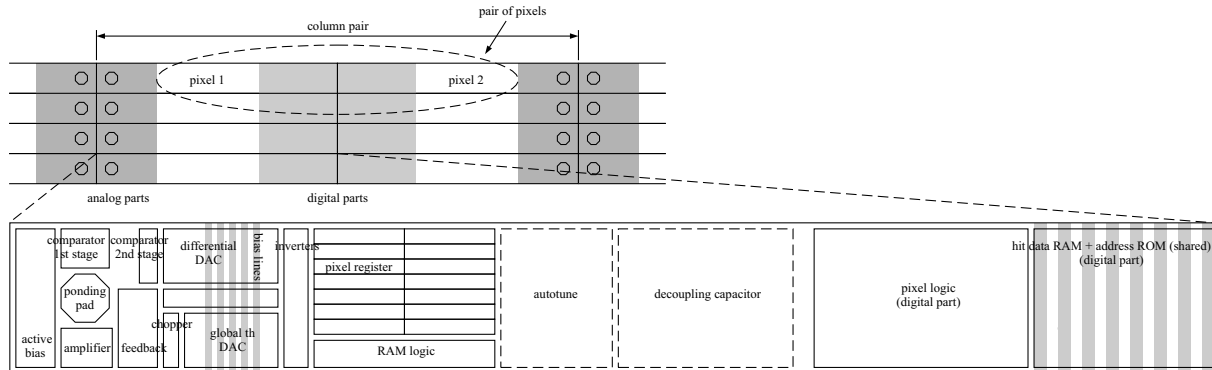 pair of pixels
column pair
pixel 1
pixel 2
analog parts
digital parts
comparator
1st stage
comparator
2nd stage
differential
DAC
bias lines
inverters
pixel register
hit data RAM + address ROM (shared)
(digital part)
ponding
pad
autotune
decoupling capacitor
pixel logic
(digital part)
active
bias
amplifier
feedback
chopper
global th
DAC
RAM logic